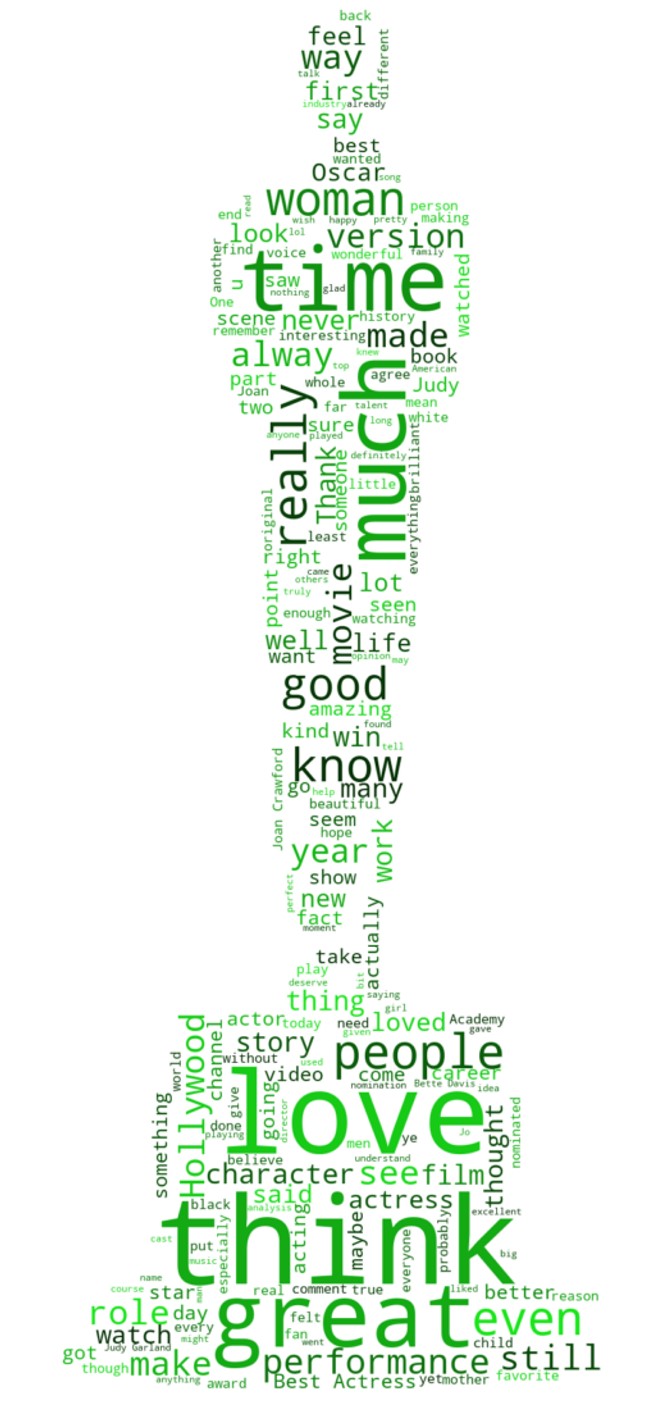 back
feel
way
different
talk
first
industry already
say
best
wanted
Oscar song
woman
read
person
end
wish happy pretty making
look lol version
find voice wonderful family
another
time
u saw
nothing glad
watched
One
scene never history
remember interesting made
alway top knew book
agree American
part whole Judy
Joan
really
much
two far talent mean
sure long white
anyone played
Thank
someone
definitely
little
everything brilliant
original
least
right
came
others lot
movie
truly
point
enough seen
watching
well life
want opinion may
good
amazing
found
kind win tell
know
go help many
beautiful
Joan Crawford
seem
hope
work
year
show
perfect
new
fact
moment
actually
take
play
deserve bit
thing saying
girl
actor today need loved Academy
given gave
Hollywood
channel
story people
world
without used
video come career
nomination Bette Davis idea
love
give
going
director
something
done
playing
men ye Jo
thought
nominated
believe understand
character see film
said actress
black analysis excellent
think
cast
put
music
especially
acting
maybe
everyone
probably
big
name
course star man real comment true liked better reason
great
role day felt even
every fan
watch might went child
Judy Garland
got though make performance still
anything award Best Actress yet mother favorite